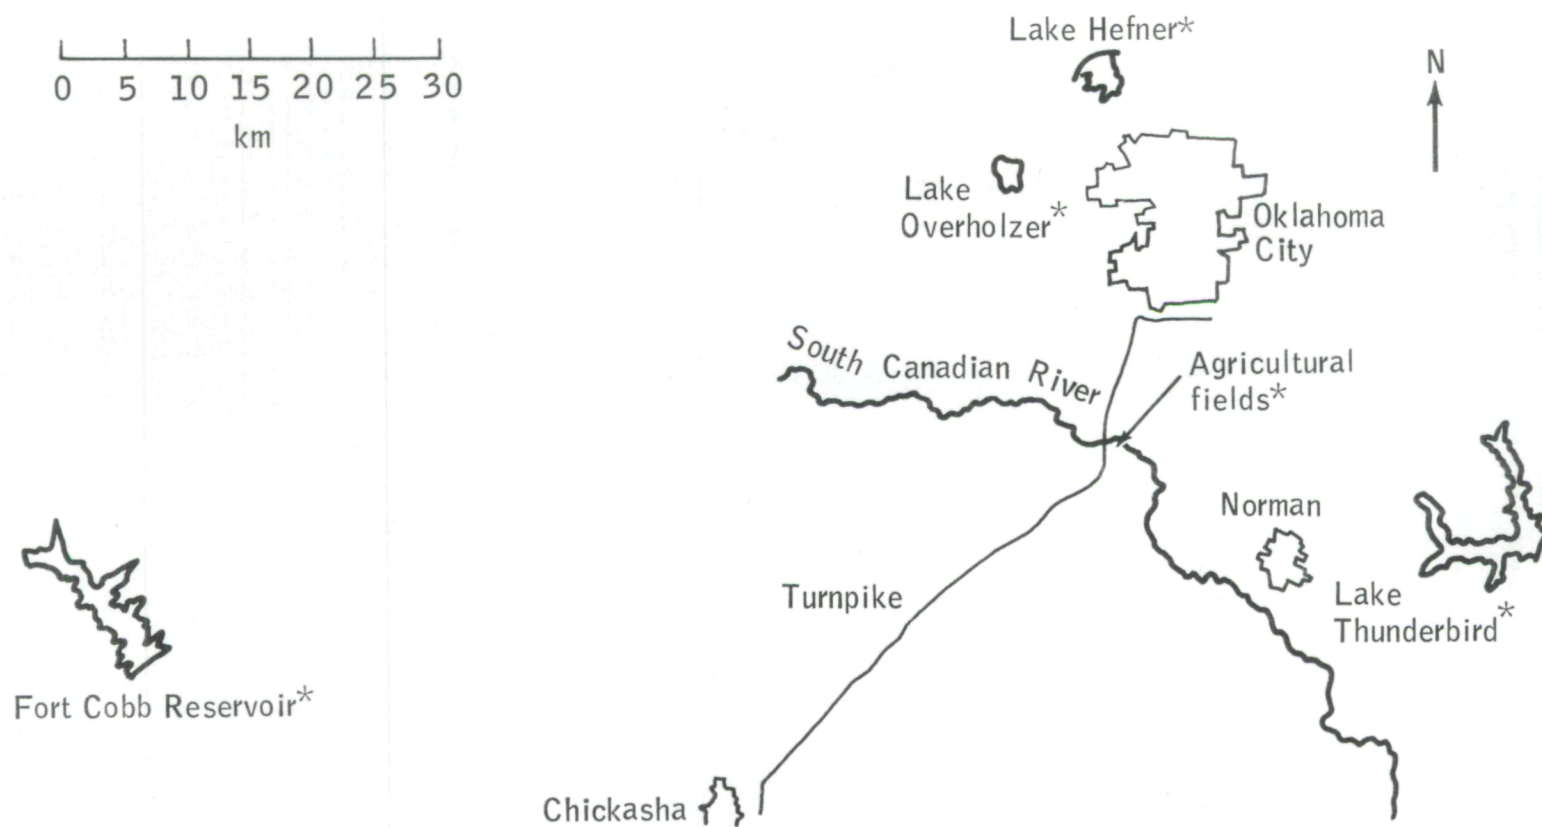 0 5 10 15 20 25 30
km
Lake Hefner*
N
Lake
Overholzer*
Oklahoma
City
South Canadian River
Agricultural
fields*
Norman
Turnpike
Lake
Thunderbird*
Fort Cobb Reservoir*
Chickasha